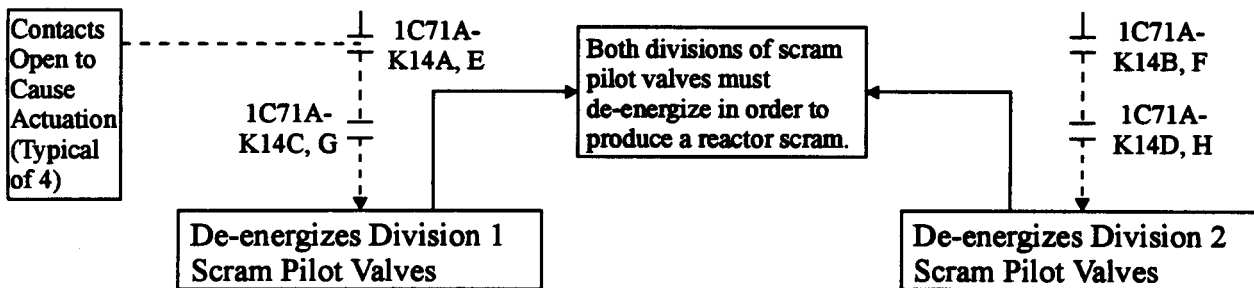 Contacts
Open to
Cause
Actuation
(Typical
of 4)
1C71A-
K14A, E
1C71A-
K14C, G
Both divisions of scram
pilot valves must
de-energize in order to
produce a reactor scram.
1C71A-
K14B, F
1C71A-
K14D, H
De-energizes Division 1
Scram Pilot Valves
De-energizes Division 2
Scram Pilot Valves